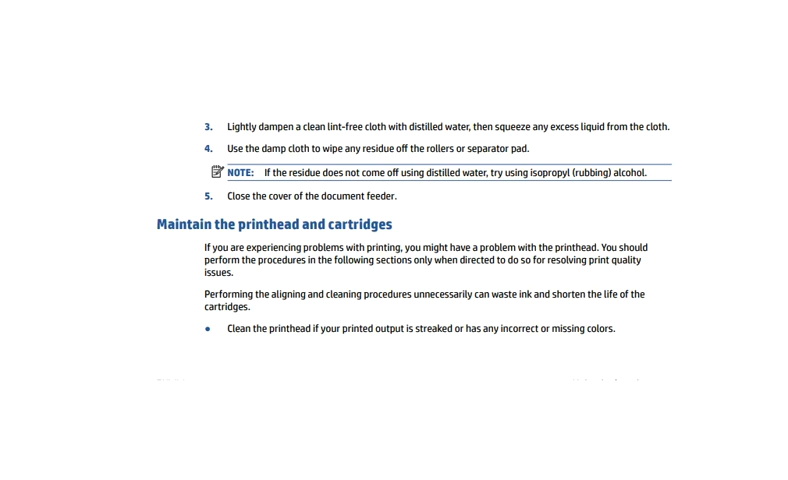 3. Lightly dampen a clean lint-free cloth with distilled water, then squeeze any excess liquid from the cloth.
4. Use the damp cloth to wipe any residue off the rollers or separator pad.
NOTE: If the residue does not come off using distilled water, try using isopropyl (rubbing) alcohol.
5. Close the cover of the document feeder.
Maintain the printhead and cartridges
If you are experiencing problems with printing, you might have a problem with the printhead. You should
perform the procedures in the following sections only when directed to do so for resolving print quality
issues.
Performing the aligning and cleaning procedures unnecessarily can waste ink and shorten the life of the
cartridges.
● Clean the printhead if your printed output is streaked or has any incorrect or missing colors.